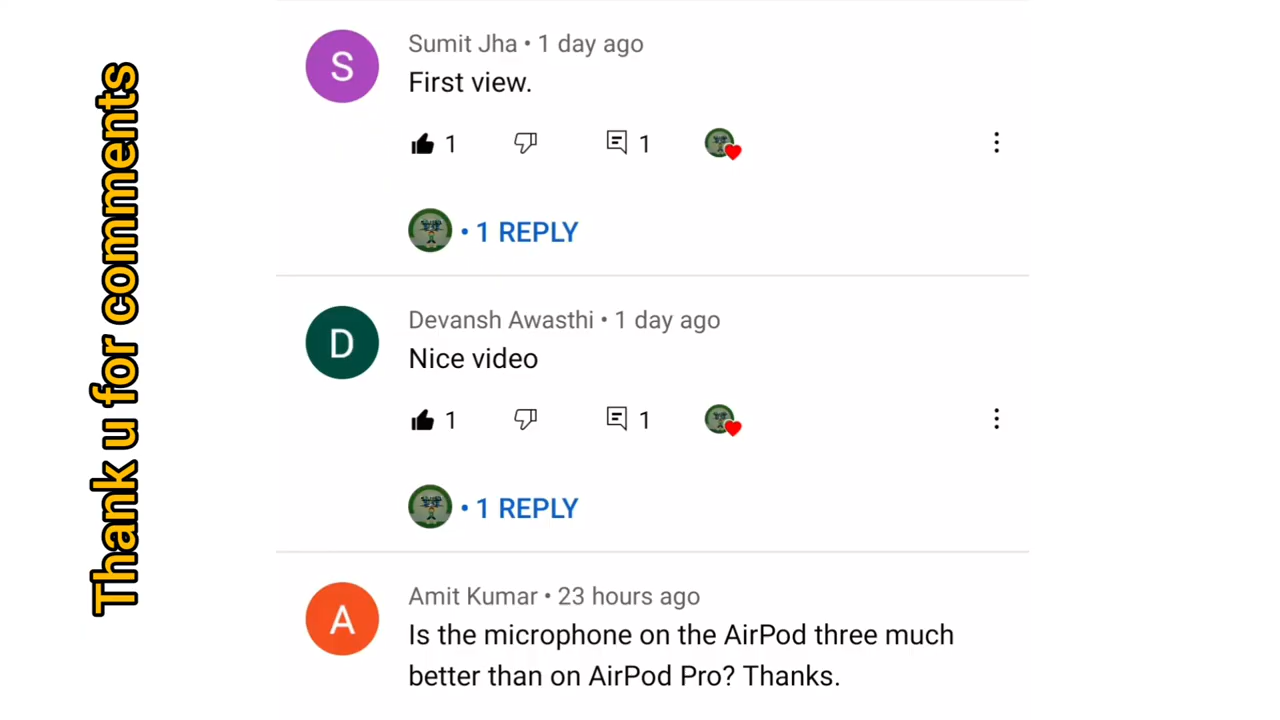 Thank u for comments
S
Sumit Jha • 1 day ago
First view.
1 1
• 1 REPLY
D
Devansh Awasthi • 1 day ago
Nice video
1 1
• 1 REPLY
A
Amit Kumar • 23 hours ago
Is the microphone on the AirPod three much
better than on AirPod Pro? Thanks.